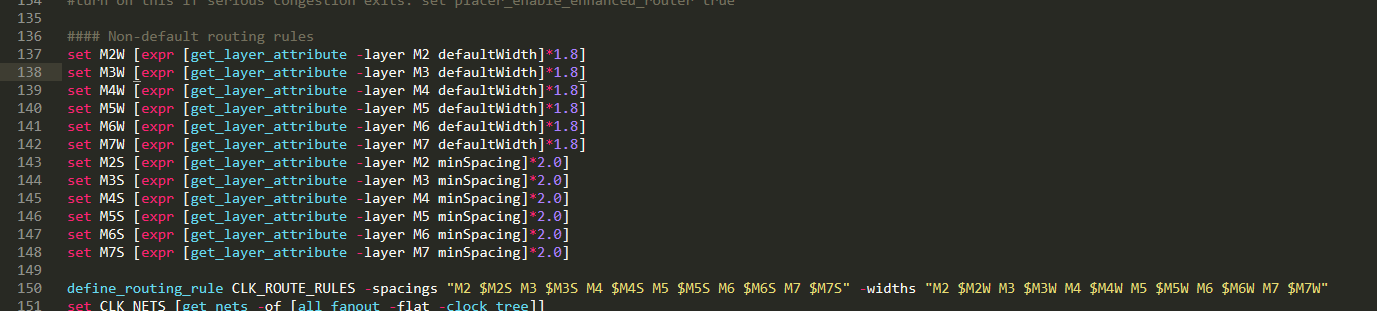 134 #turn on this if serious congestion exits. set placer_enable_enhanced_router true
135
136 #### Non-default routing rules
137 set M2W [expr [get_layer_attribute -layer M2 defaultWidth]*1.8]
138 set M3W [expr [get_layer_attribute -layer M3 defaultWidth]*1.8]
139 set M4W [expr [get_layer_attribute -layer M4 defaultWidth]*1.8]
140 set M5W [expr [get_layer_attribute -layer M5 defaultWidth]*1.8]
141 set M6W [expr [get_layer_attribute -layer M6 defaultWidth]*1.8]
142 set M7W [expr [get_layer_attribute -layer M7 defaultWidth]*1.8]
143 set M2S [expr [get_layer_attribute -layer M2 minSpacing]*2.0]
144 set M3S [expr [get_layer_attribute -layer M3 minSpacing]*2.0]
145 set M4S [expr [get_layer_attribute -layer M4 minSpacing]*2.0]
146 set M5S [expr [get_layer_attribute -layer M5 minSpacing]*2.0]
147 set M6S [expr [get_layer_attribute -layer M6 minSpacing]*2.0]
148 set M7S [expr [get_layer_attribute -layer M7 minSpacing]*2.0]
149
150 define_routing_rule CLK_ROUTE_RULES -spacings "M2 $M2S M3 $M3S M4 $M4S M5 $M5S M6 $M6S M7 $M7S" -widths "M2 $M2W M3 $M3W M4 $M4W M5 $M5W M6 $M6W M7 $M7W"
151 set CLK_NETS [get_nets -of [all_fanout -flat -clock_tree]]